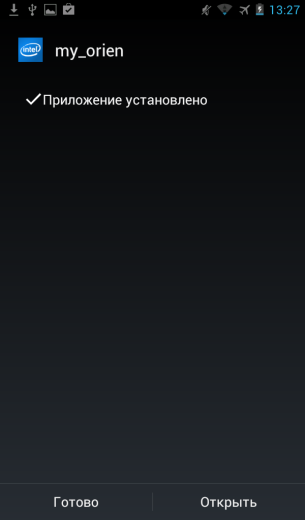 13:27
intel my_orien
Приложение установлено
Готово Открыть